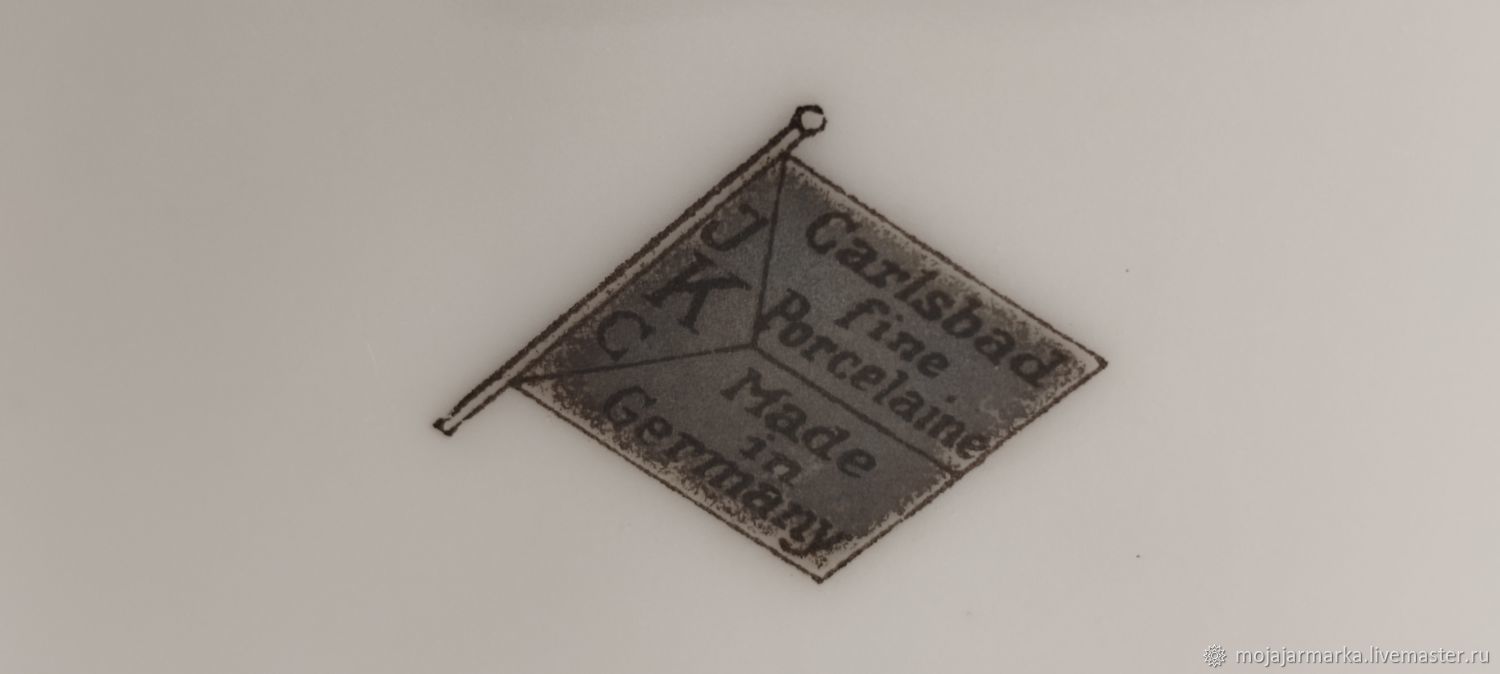 J
K
C
Carlsbad
fine
Porcelaine
Made
in
Germany
mojajarmarka.livemaster.ru